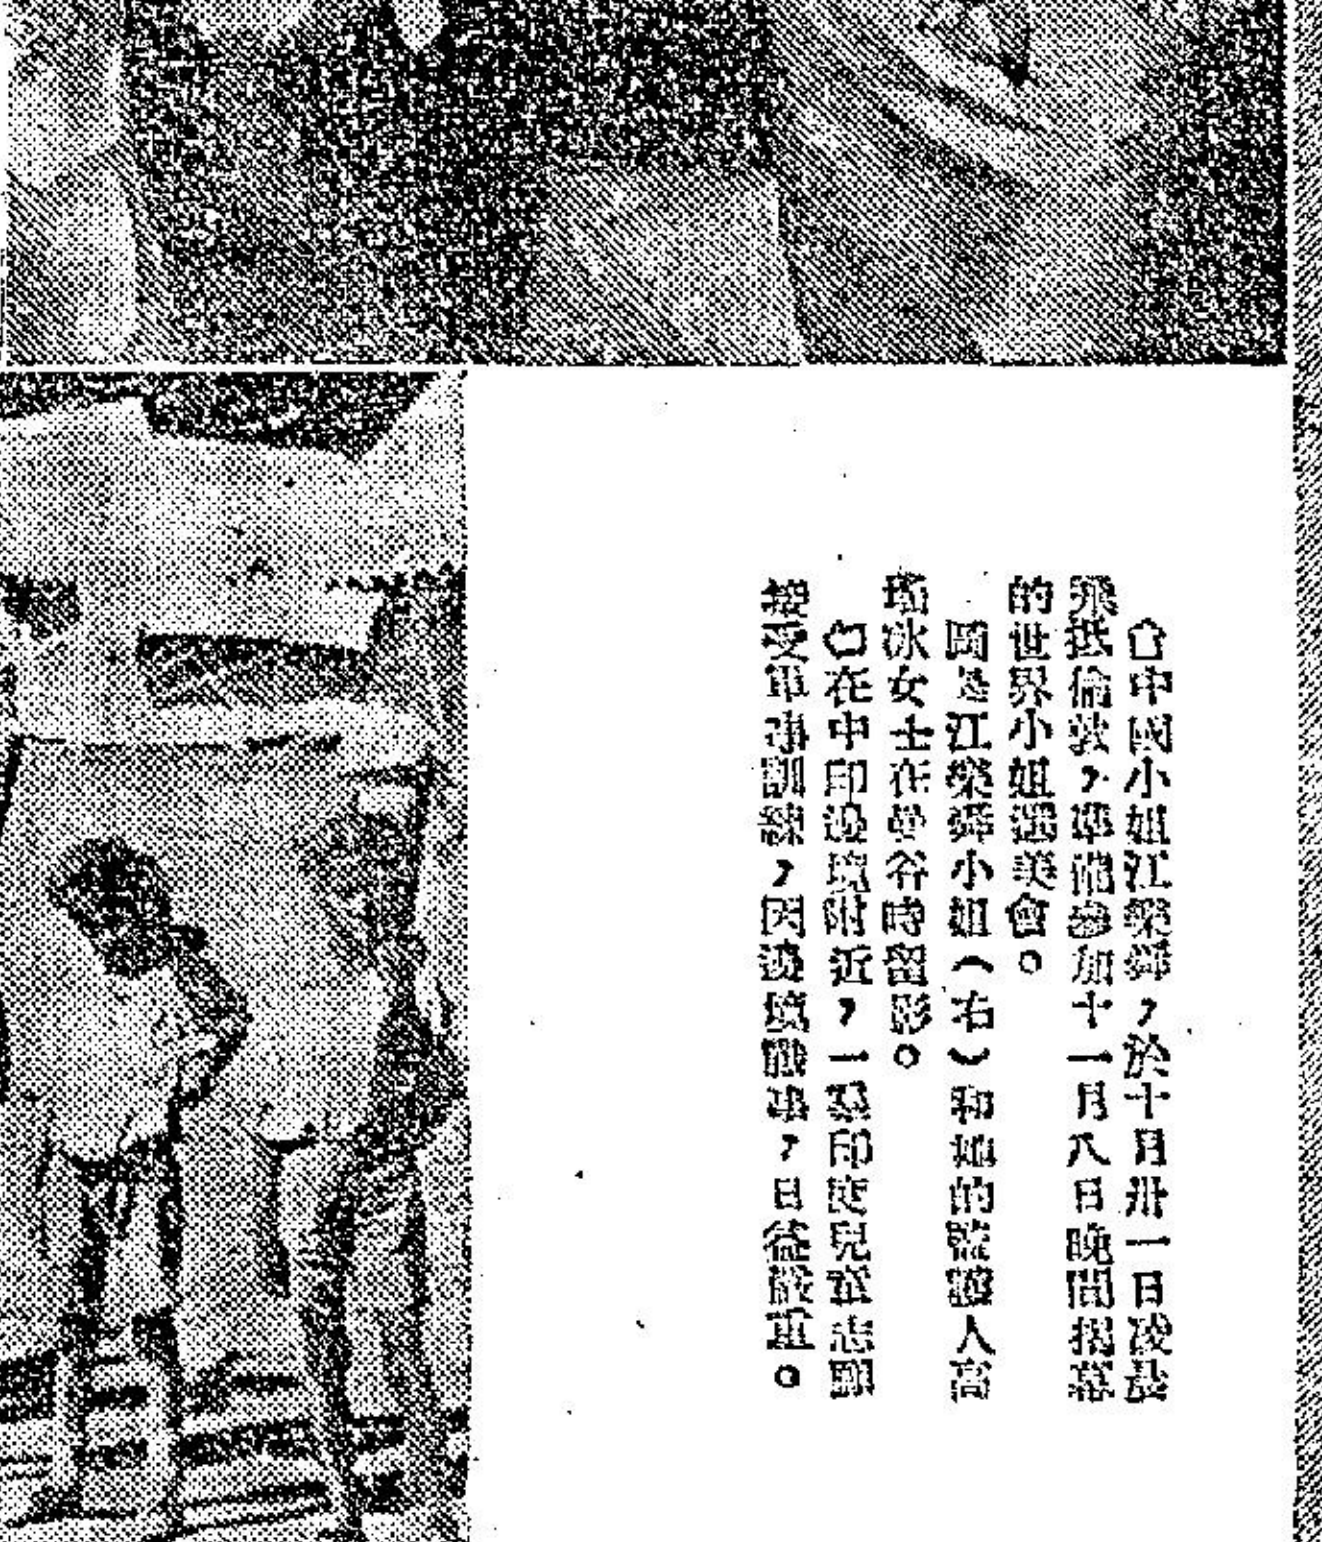 ⇧中國小姐江樂舜，於十月卅一日凌晨
飛抵倫敦，準備參加十一月八日晚間揭幕
的世界小姐選美會。
圖是江樂舜小姐（右）和她的監護人高
瑤冰女士在曼谷時留影。
⇦在中印邊境附近，一羣印度兒童志願
接受軍事訓練，因邊境戰事，日益嚴重。